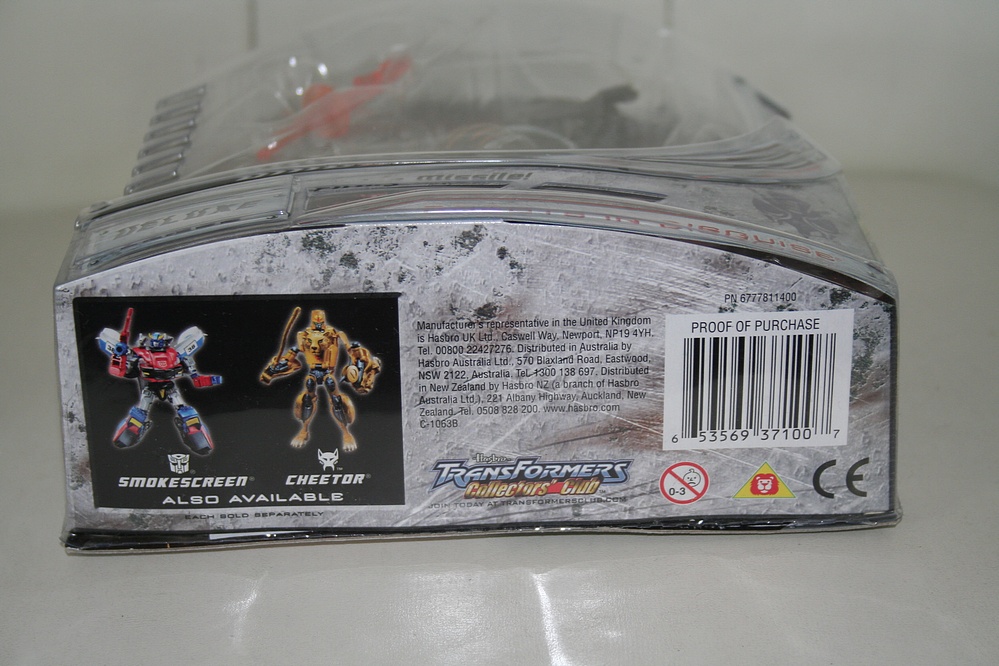 missile!
SMOKESCREEN
CHEETOR™
ALSO AVAILABLE
EACH SOLD SEPARATELY
Manufacturer's representative in the United Kingdom
is Hasbro UK Ltd., Caswell Way, Newport, NP19 4YH.
Tel. 00800 22427276. Distributed in Australia by
Hasbro Australia Ltd., 570 Blaxland Road, Eastwood,
NSW 2122, Australia. Tel. 1300 138 697. Distributed
in New Zealand by Hasbro NZ (a branch of Hasbro
Australia Ltd.), 221 Albany Highway, Auckland, New
Zealand. Tel. 0508 828 200. www.hasbro.com
C-1063B
Hasbro
TRANSFORMERS
Collectors Club
JOIN TODAY AT TRANSFORMERSCLUB.COM
PN 6777811400
PROOF OF PURCHASE
6 53569 37100 7
0-3
CE